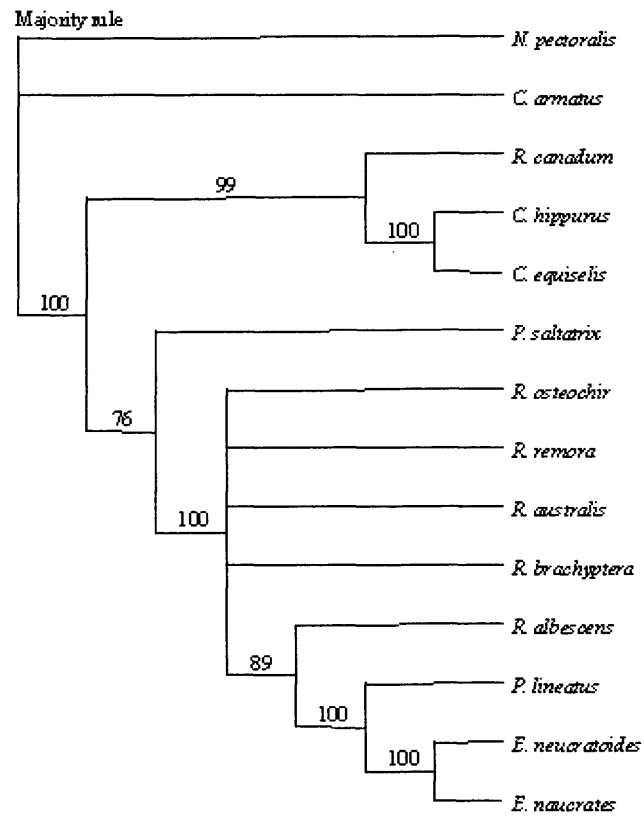 Majority rule
N. pectoralis
C. armatus
R. canadum
99
C. hippurus
100
C. equiselis
100
P. saltatrix
R. osteochir
76
R. remora
R. australis
100
R. brachyptera
R. albescens
89
P. lineatus
100
E. neucratoides
100
E. naucrates